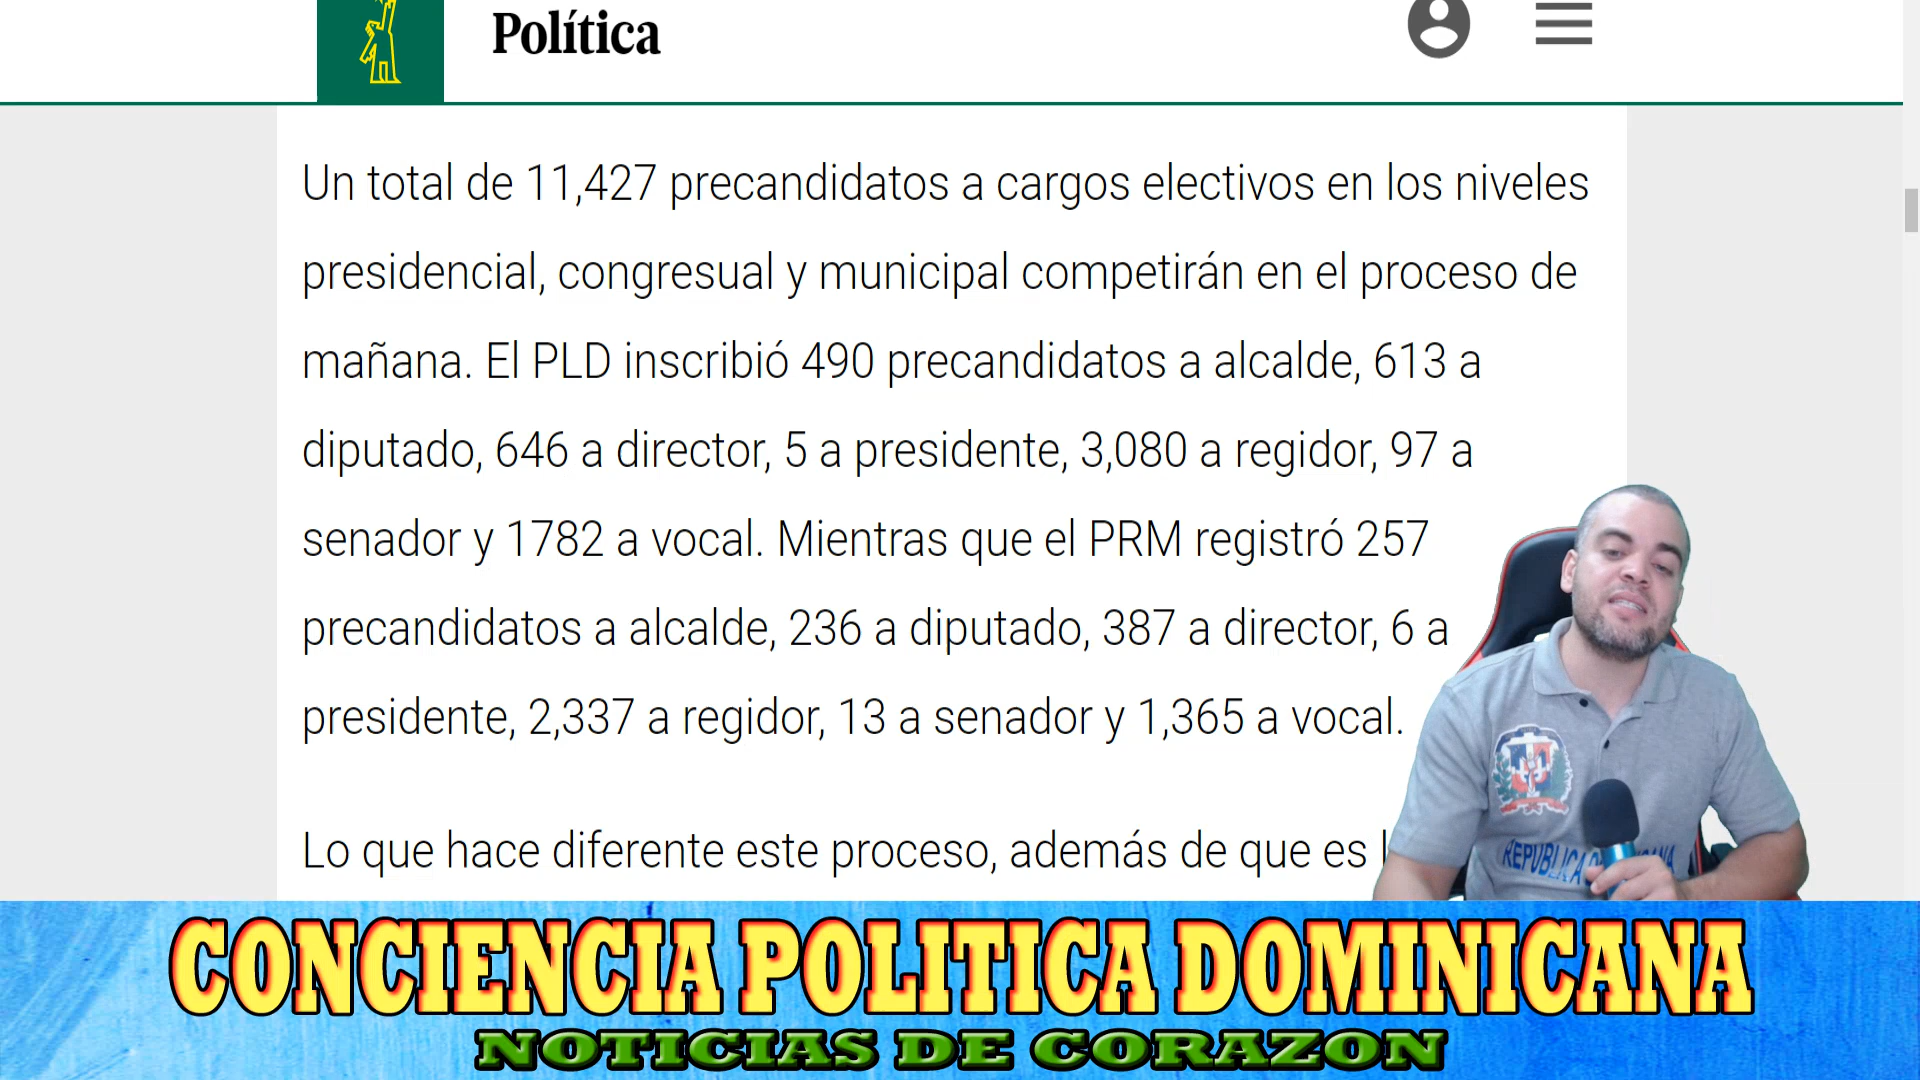 Política
Un total de 11,427 precandidatos a cargos electivos en los niveles
presidencial, congresual y municipal competirán en el proceso de
mañana. El PLD inscribió 490 precandidatos a alcalde, 613 a
diputado, 646 a director, 5 a presidente, 3,080 a regidor, 97 a
senador y 1782 a vocal. Mientras que el PRM registró 257
precandidatos a alcalde, 236 a diputado, 387 a director, 6 a
presidente, 2,337 a regidor, 13 a senador y 1,365 a vocal.
Lo que hace diferente este proceso, además de que es
CONCIENCIA POLITICA DOMINICANA
NOTICIAS DE CORAZON